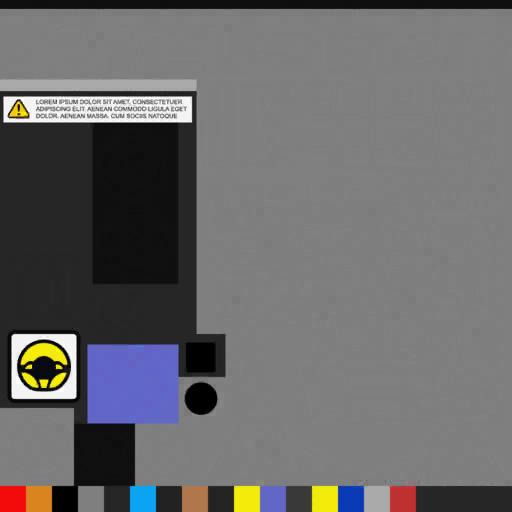 LOREM IPSUM DOLOR SIT AMET, CONSECTETUER
ADIPISCING ELIT. AENEAN COMMODO LIGULA EGET
DOLOR. AENEAN MASSA. CUM SOCIIS NATOQUE